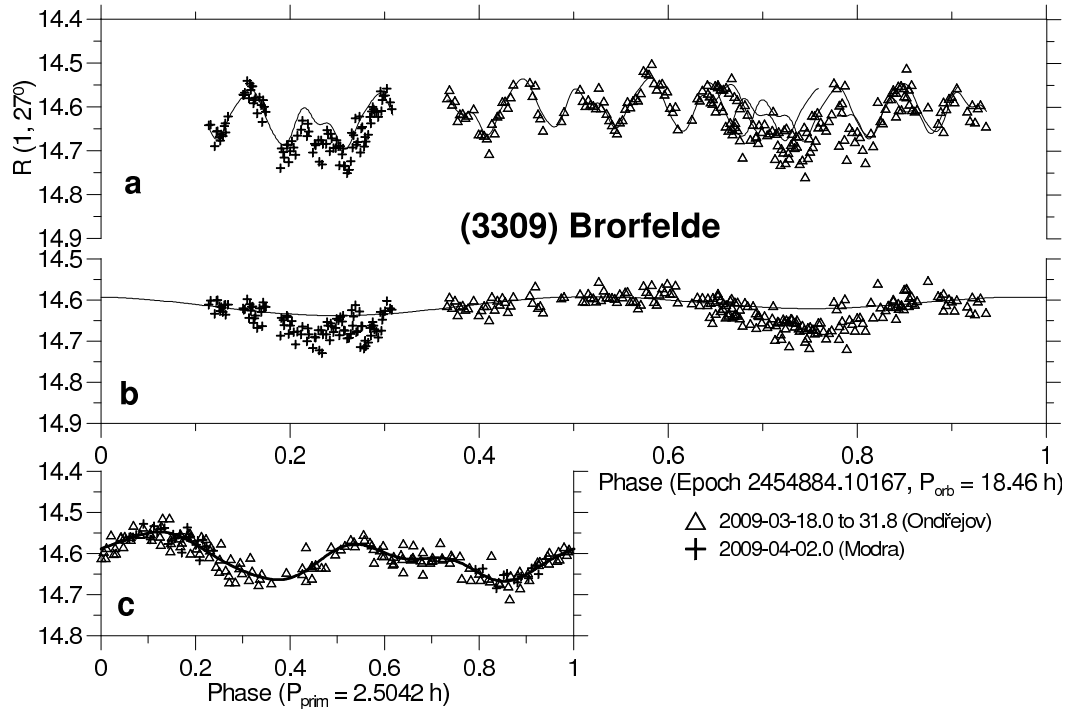 14.4
14.5
14.6
14.7
14.8
14.9
R (1, 27º)
a
(3309) Brorfelde
14.5
14.6
14.7
14.8
14.9
b
0 0.2 0.4 0.6 0.8 1
Phase (Epoch 2454884.10167, Porb = 18.46 h)
14.4
14.5
14.6
14.7
14.8
c
2009-03-18.0 to 31.8 (Ondřejov)
2009-04-02.0 (Modra)
0 0.2 0.4 0.6 0.8 1
Phase (Pprim = 2.5042 h)